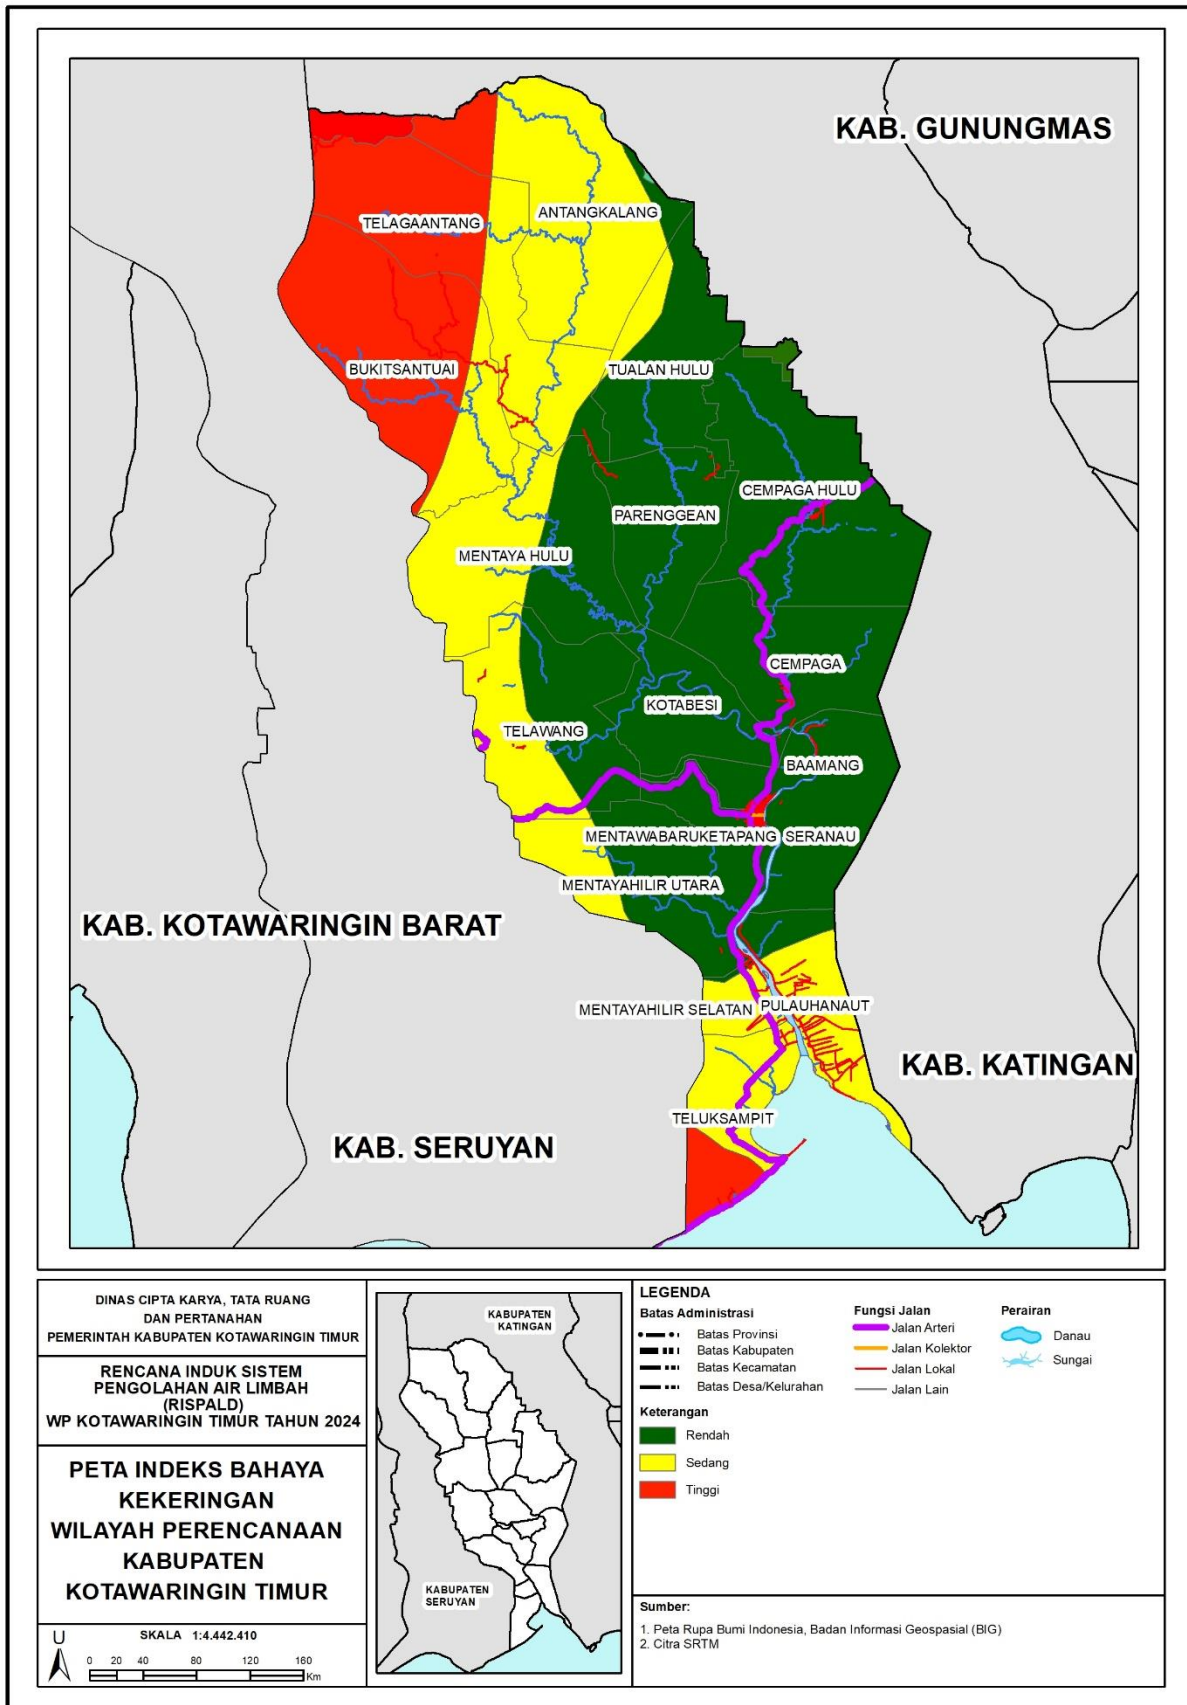 KAB. GUNUNGMAS
ANTANGKALANG
TELAGAANTANG
BUKITSANTUAI
TUALAN HULU
CEMPAGA HULU
PARENGGEAN
MENTAYA HULU
CEMPAGA
KOTABESI
TELAWANG
BAAMANG
MENTAWABARUKETAPANG
SERANAU
MENTAYAHILIR UTARA
KAB. KOTAWARINGIN BARAT
MENTAYAHILIR SELATAN
PULAUHANAUT
KAB. KATINGAN
TELUKSAMPIT
KAB. SERUYAN
DINAS CIPTA KARYA, TATA RUANG
DAN PERTANAHAN
PEMERINTAH KABUPATEN KOTAWARINGIN TIMUR
RENCANA INDUK SISTEM
PENGOLAHAN AIR LIMBAH
(RISPALD)
WP KOTAWARINGIN TIMUR TAHUN 2024
PETA INDEKS BAHAYA
KEKERINGAN
WILAYAH PERENCANAAN
KABUPATEN
KOTAWARINGIN TIMUR
U
SKALA 1:4.442.410
0 20 40 80 120 160
Km
KABUPATEN
KATINGAN
KABUPATEN
SERUYAN
LEGENDA
Batas Administrasi
Batas Provinsi
Batas Kabupaten
Batas Kecamatan
Batas Desa/Kelurahan
Keterangan
Rendah
Sedang
Tinggi
Fungsi Jalan
Jalan Arteri
Jalan Kolektor
Jalan Lokal
Jalan Lain
Perairan
Danau
Sungai
Sumber:
1. Peta Rupa Bumi Indonesia, Badan Informasi Geospasial (BIG)
2. Citra SRTM